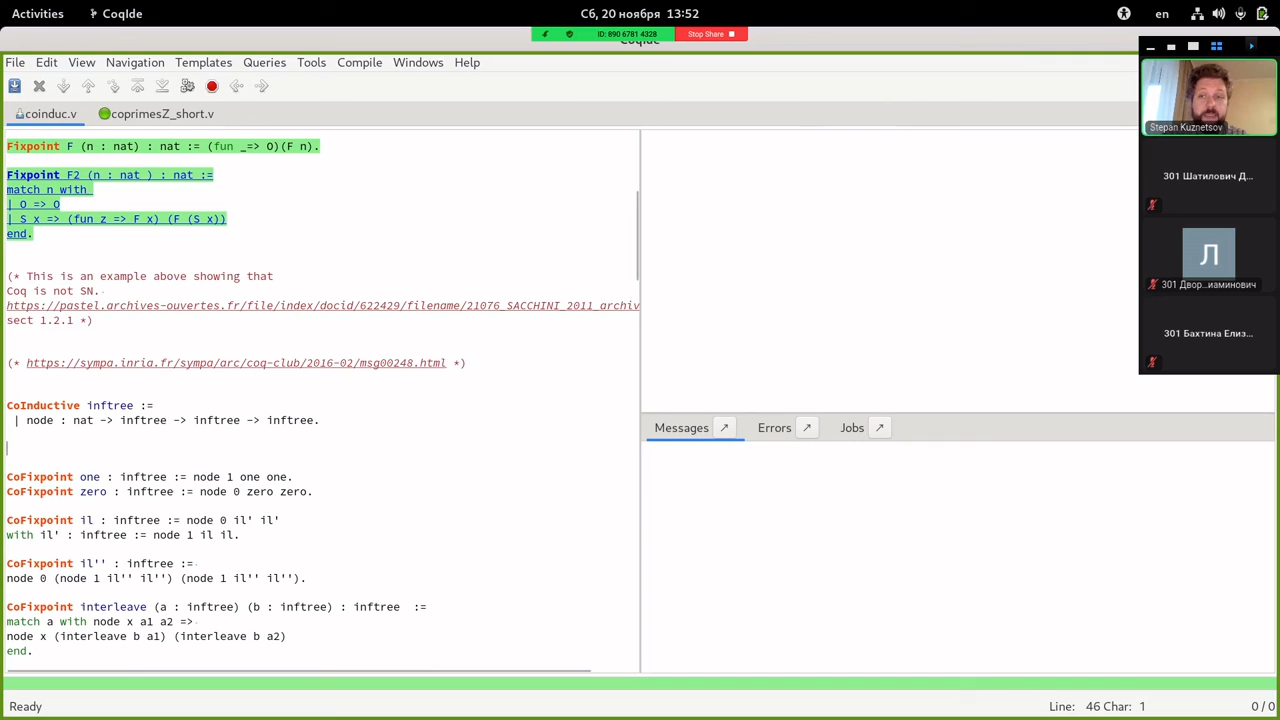 Activities
CoqIde
Сб, 20 ноября 13:52
en
ID: 890 6781 4328
Stop Share
CoqIde
File Edit View Navigation Templates Queries Tools Compile Windows Help
coinduc.v
coprimesZ_short.v
Fixpoint F (n : nat) : nat := (fun _=> O)(F n).
Fixpoint F2 (n : nat ) : nat :=
match n with
| O => O
| S x => (fun z => F x) (F (S x))
end.
(* This is an example above showing that
Coq is not SN.
https://pastel.archives-ouvertes.fr/file/index/docid/622429/filename/21076_SACCHINI_2011_archiv
sect 1.2.1 *)
(* https://sympa.inria.fr/sympa/arc/coq-club/2016-02/msg00248.html *)
CoInductive inftree :=
| node : nat -> inftree -> inftree -> inftree.
CoFixpoint one : inftree := node 1 one one.
CoFixpoint zero : inftree := node 0 zero zero.
CoFixpoint il : inftree := node 0 il' il'
with il' : inftree := node 1 il il.
CoFixpoint il'' : inftree :=
node 0 (node 1 il'' il'') (node 1 il'' il'').
CoFixpoint interleave (a : inftree) (b : inftree) : inftree :=
match a with node x a1 a2 =>
node x (interleave b a1) (interleave b a2)
end.
Messages
Errors
Jobs
Stepan Kuznetsov
301 Шатилович Д...
Л
301 Двор...иаминович
301 Бахтина Елиз...
Ready
Line: 46 Char: 1
0 / 0